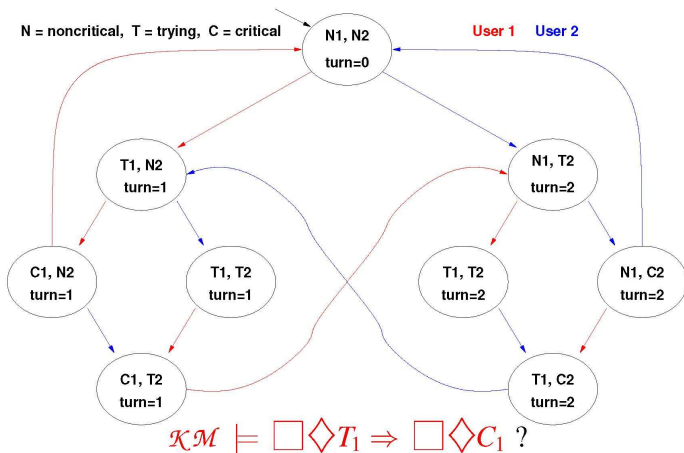 N = noncritical, T = trying, C = critical
User 1 User 2
N1, N2
turn=0
T1, N2
turn=1
N1, T2
turn=2
C1, N2
turn=1
T1, T2
turn=1
T1, T2
turn=2
N1, C2
turn=2
C1, T2
turn=1
T1, C2
turn=2
KM ⊨ □◇T₁ ⇒ □◇C₁ ?